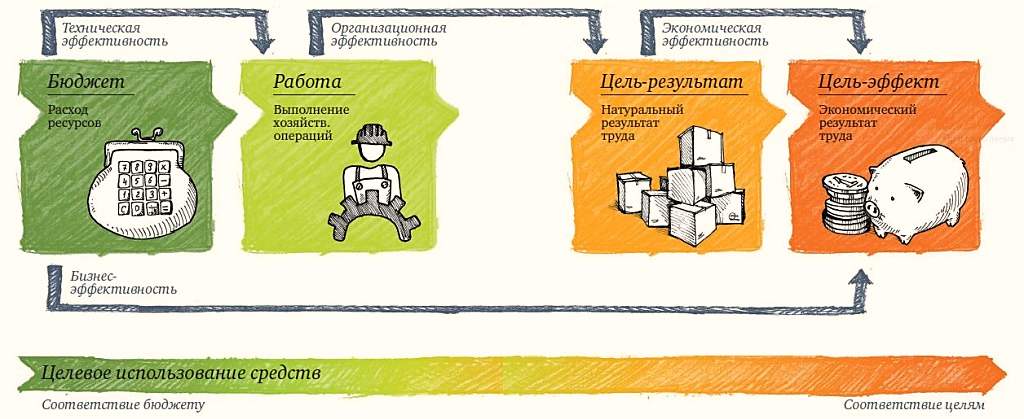 Техническая
эффективность
Организационная
эффективность
Экономическая
эффективность
Бюджет
Расход
ресурсов
Работа
Выполнение
хозяйств.
операций
Цель-результат
Натуральный
результат
труда
Цель-эффект
Экономический
результат
труда
Бизнес-
эффективность
Целевое использование средств
Соответствие бюджету
Соответствие целям